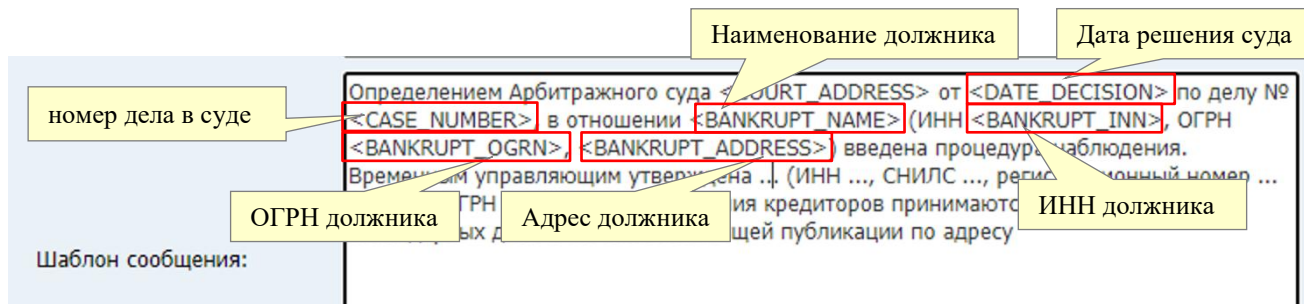 Наименование должника
Дата решения суда
номер дела в суде
Определением Арбитражного суда <COURT_ADDRESS> от <DATE_DECISION> по делу №
<CASE_NUMBER>, в отношении <BANKRUPT_NAME> (ИНН <BANKRUPT_INN>, ОГРН
<BANKRUPT_OGRN>, <BANKRUPT_ADDRESS>) введена процедура наблюдения.
Временным управляющим утверждена ... (ИНН ..., СНИЛС ..., регистрационный номер ...
ОГРН должника
Адрес должника
ИНН должника
ГРН ия кредиторов принимаются
ых щей публикации по адресу
Шаблон сообщения: